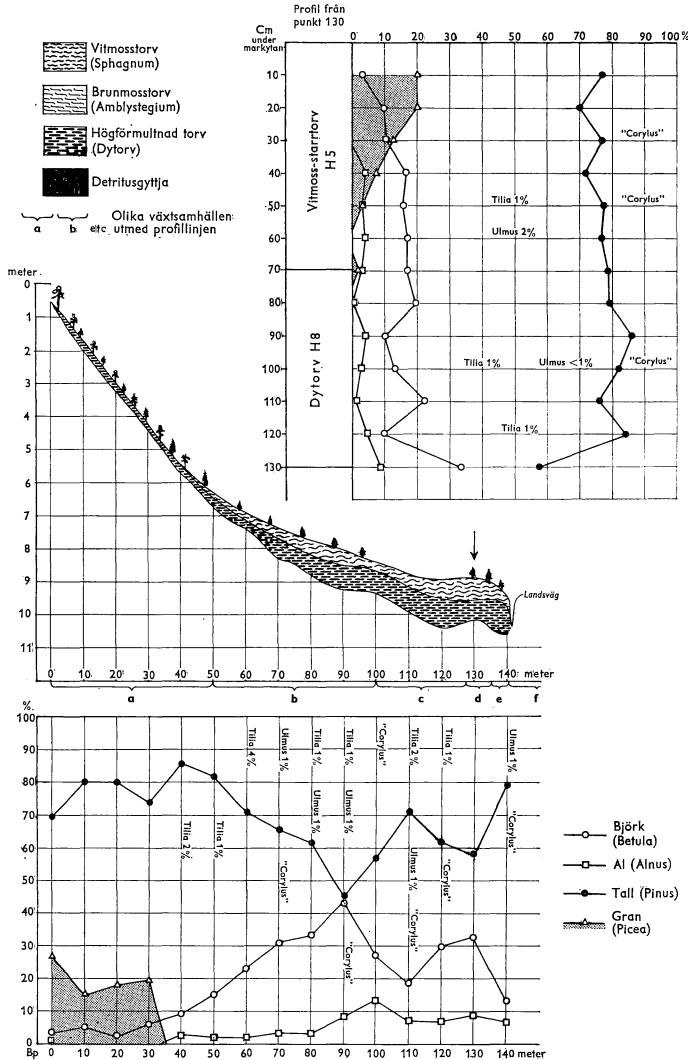 Profil från
punkt 130
Cm
under
markytan
0 10 20 30 40 50 60 70 80 90 100%
Vitmosstorv
(Sphagnum)
Brunmosstorv
(Amblystegium)
Högförmultnad torv
(Dytorv)
Detritusgyttja
a b etc. Olika växtsamhällen
utmed profillinjen
10
20
30 "Corylus"
40 "Corylus"
50 Tilia 1%
60 Ulmus 2%
70
80
90 "Corylus"
100 Tilia 1% Ulmus <1%
110
120 Tilia 1%
130
Vitmoss-starrtorv
H5
Dytorv H8
meter
0
1
2
3
4
5
6
7
8
9
10
11
Landsväg
0 10 20 30 40 50 60 70 80 90 100 110 120 130 140 meter
a b c d e f
%
100
90
80
70
60
50
40
30
20
10
0
Tilia 4% Ulmus 1% Tilia 1% Tilia 1% "Corylus" Tilia 2% Tilia 1% Ulmus 1%
Tilia 2% Tilia 1% Ulmus 1% Ulmus 1% "Corylus"
"Corylus" Ulmus 1% "Corylus"
"Corylus" "Corylus"
Bp 0 10 20 30 40 50 60 70 80 90 100 110 120 130 140 meter
Björk
(Betula)
Al (Alnus)
Tall (Pinus)
Gran
(Picea)